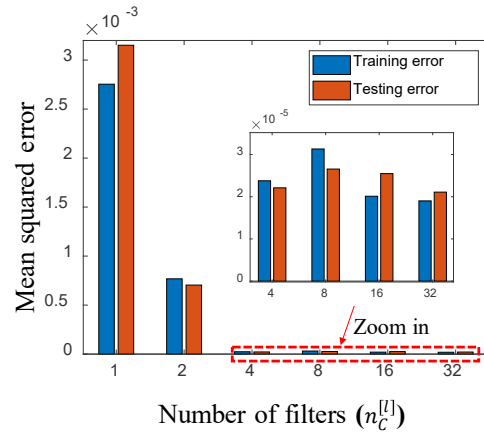 × 10⁻³
3
2.5
2
1.5
1
0.5
0
Mean squared error
Training error
Testing error
× 10⁻⁵
3
2
1
0
4 8 16 32
Zoom in
1 2 4 8 16 32
Number of filters (n_C^[l])